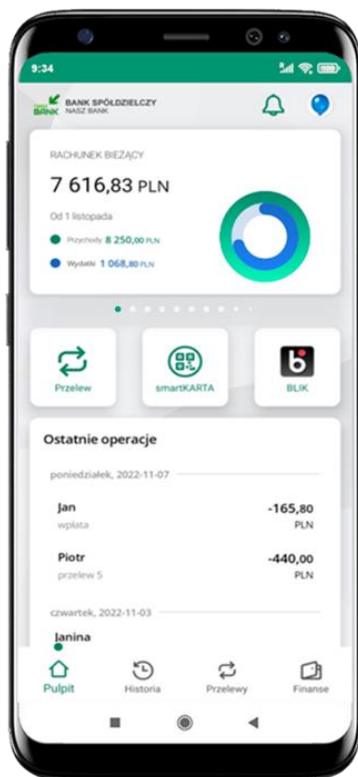 9:34
NASZ
BANK
BANK SPÓŁDZIELCZY
NASZ BANK
RACHUNEK BIEŻĄCY
7 616,83 PLN
Od 1 listopada
Przychody 8 250,00 PLN
Wydatki 1 068,80 PLN
Przelew
smartKARTA
BLIK
Ostatnie operacje
poniedziałek, 2022-11-07
Jan -165,80
wpłata PLN
Piotr -440,00
przelew 5 PLN
czwartek, 2022-11-03
Janina
Pulpit Historia Przelewy Finanse